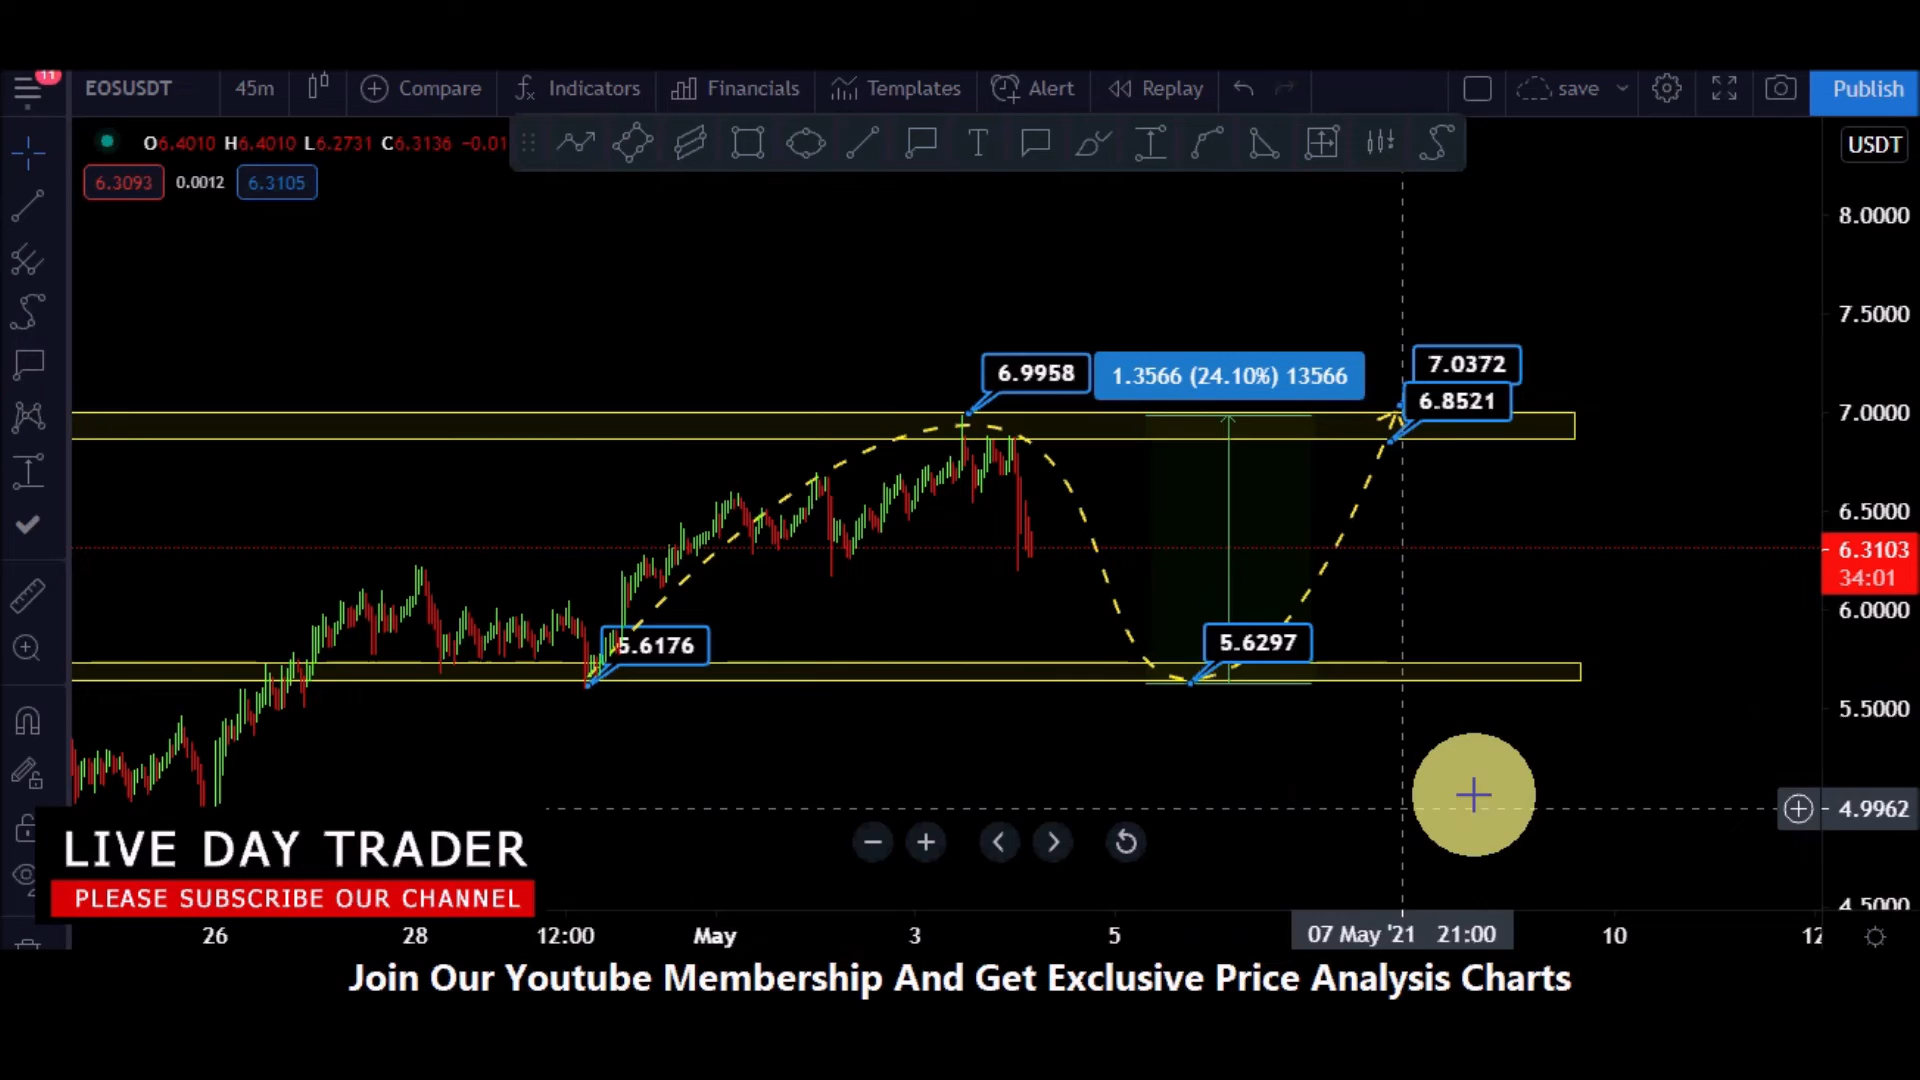 11
EOSUSDT 45m Compare Indicators Financials Templates Alert Replay save Publish
O6.4010 H6.4010 L6.2731 C6.3136 -0.01
USDT
6.3093 0.0012 6.3105
8.0000
7.5000
7.0372
6.9958 1.3566 (24.10%) 13566
6.8521
7.0000
6.5000
6.3103
34:01
6.0000
5.6176
5.6297
5.5000
4.9962
LIVE DAY TRADER
PLEASE SUBSCRIBE OUR CHANNEL
4.5000
26 28 12:00 May 3 5 07 May '21 21:00 10 12
Join Our Youtube Membership And Get Exclusive Price Analysis Charts